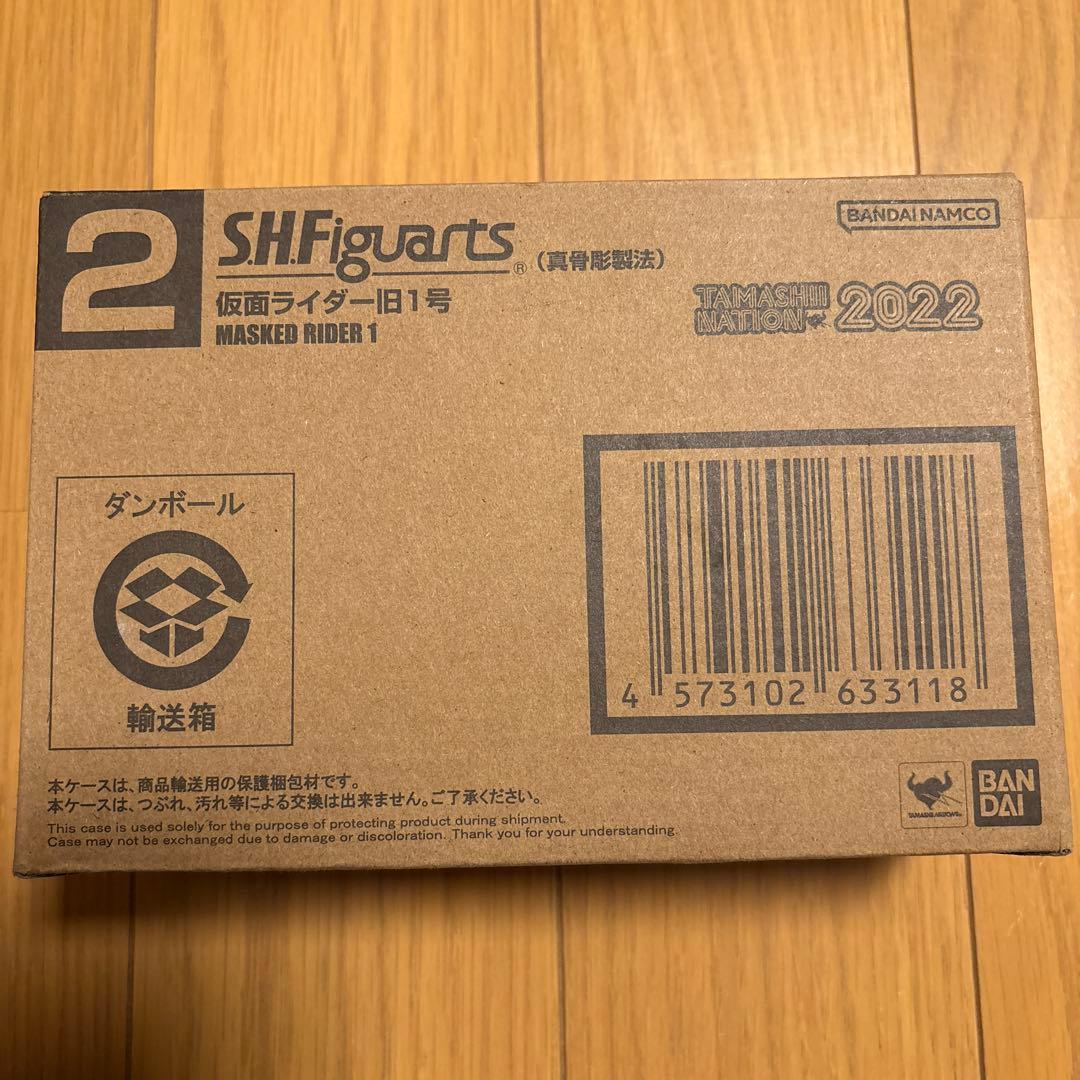 2
S.H.Figuarts® (真骨彫製法)
仮面ライダー旧1号
MASKED RIDER 1
BANDAI NAMCO
TAMASHII NATION 2022
ダンボール
輸送箱
4 573102 633118
本ケースは、商品輸送用の保護梱包材です。
本ケースは、つぶれ、汚れ等による交換は出来ません。ご了承ください。
This case is used solely for the purpose of protecting product during shipment.
Case may not be exchanged due to damage or discoloration. Thank you for your understanding.
TAMASHII NATIONS
BAN
DAI